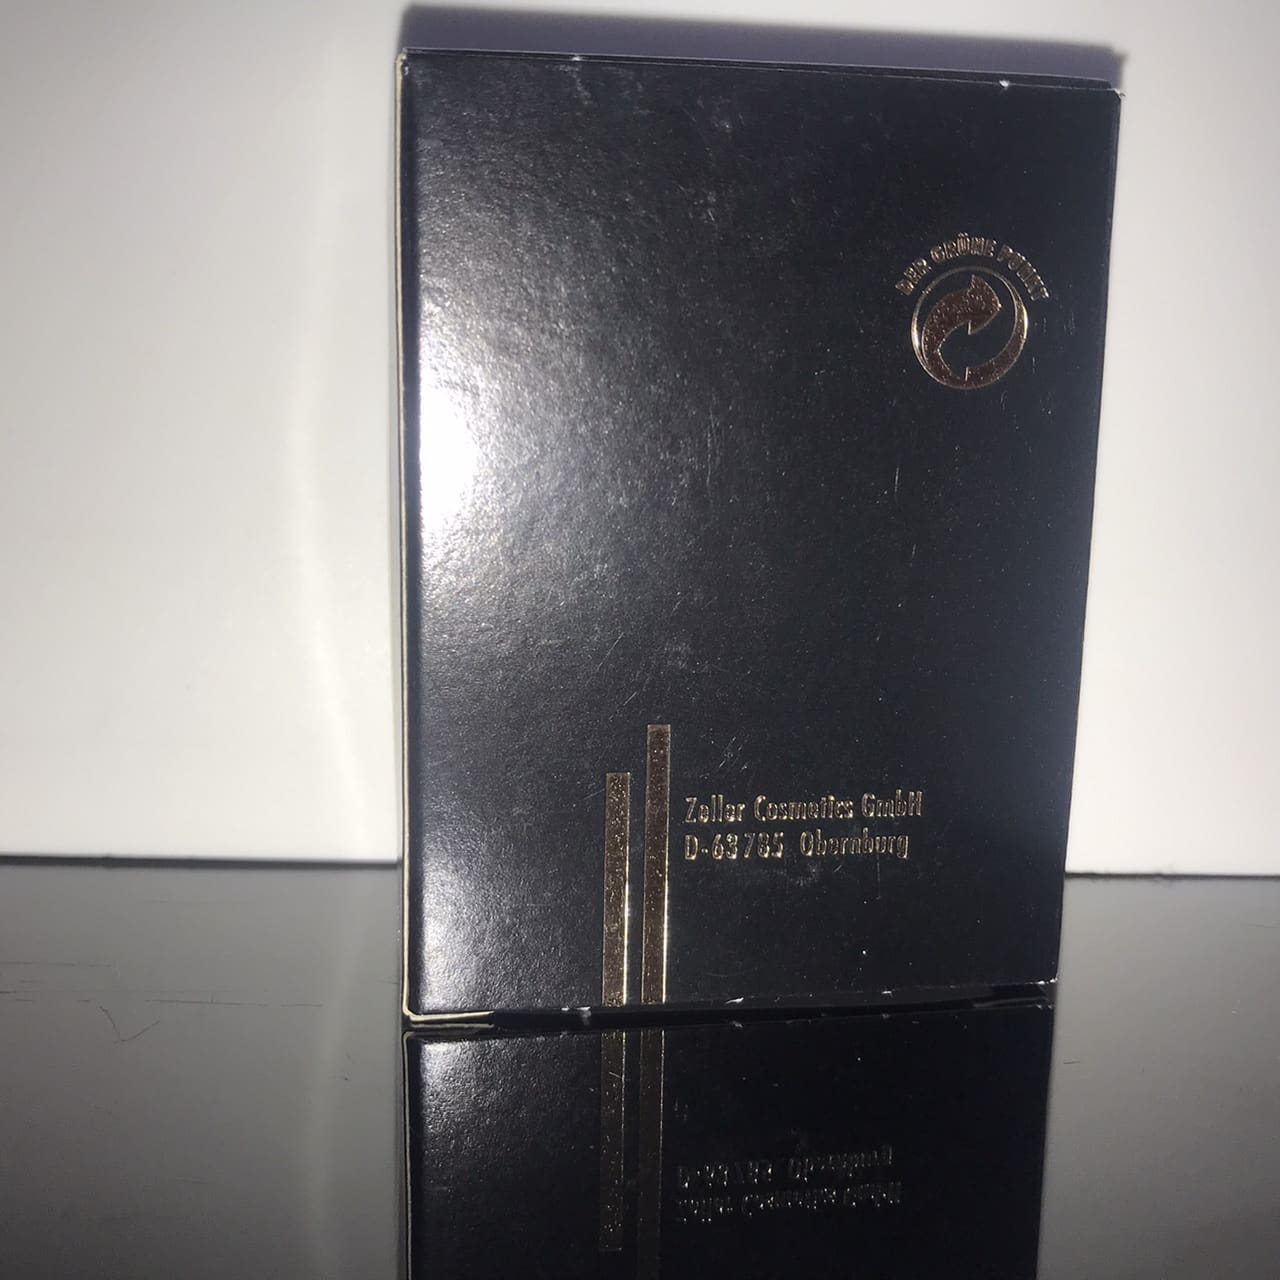 DER GRÜNE PUNKT
Zeller Cosmetics GmbH
D-63785 Obernburg